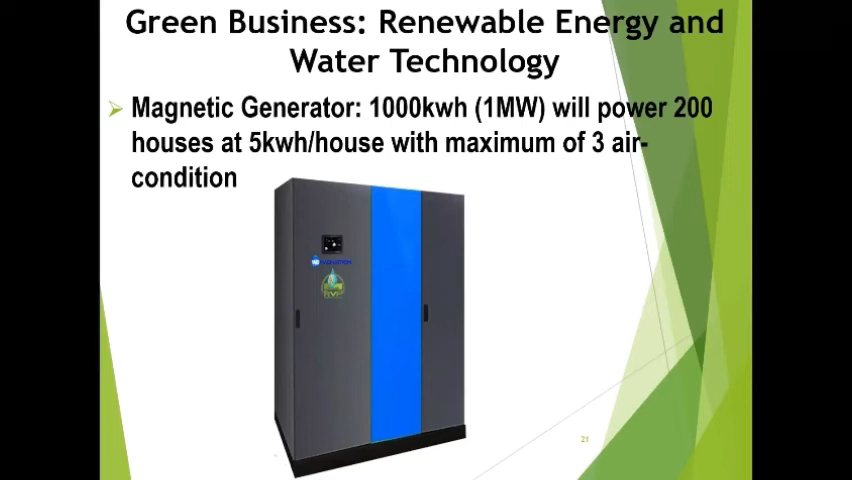 Green Business: Renewable Energy and
Water Technology
Magnetic Generator: 1000kwh (1MW) will power 200
houses at 5kwh/house with maximum of 3 air-
condition
21